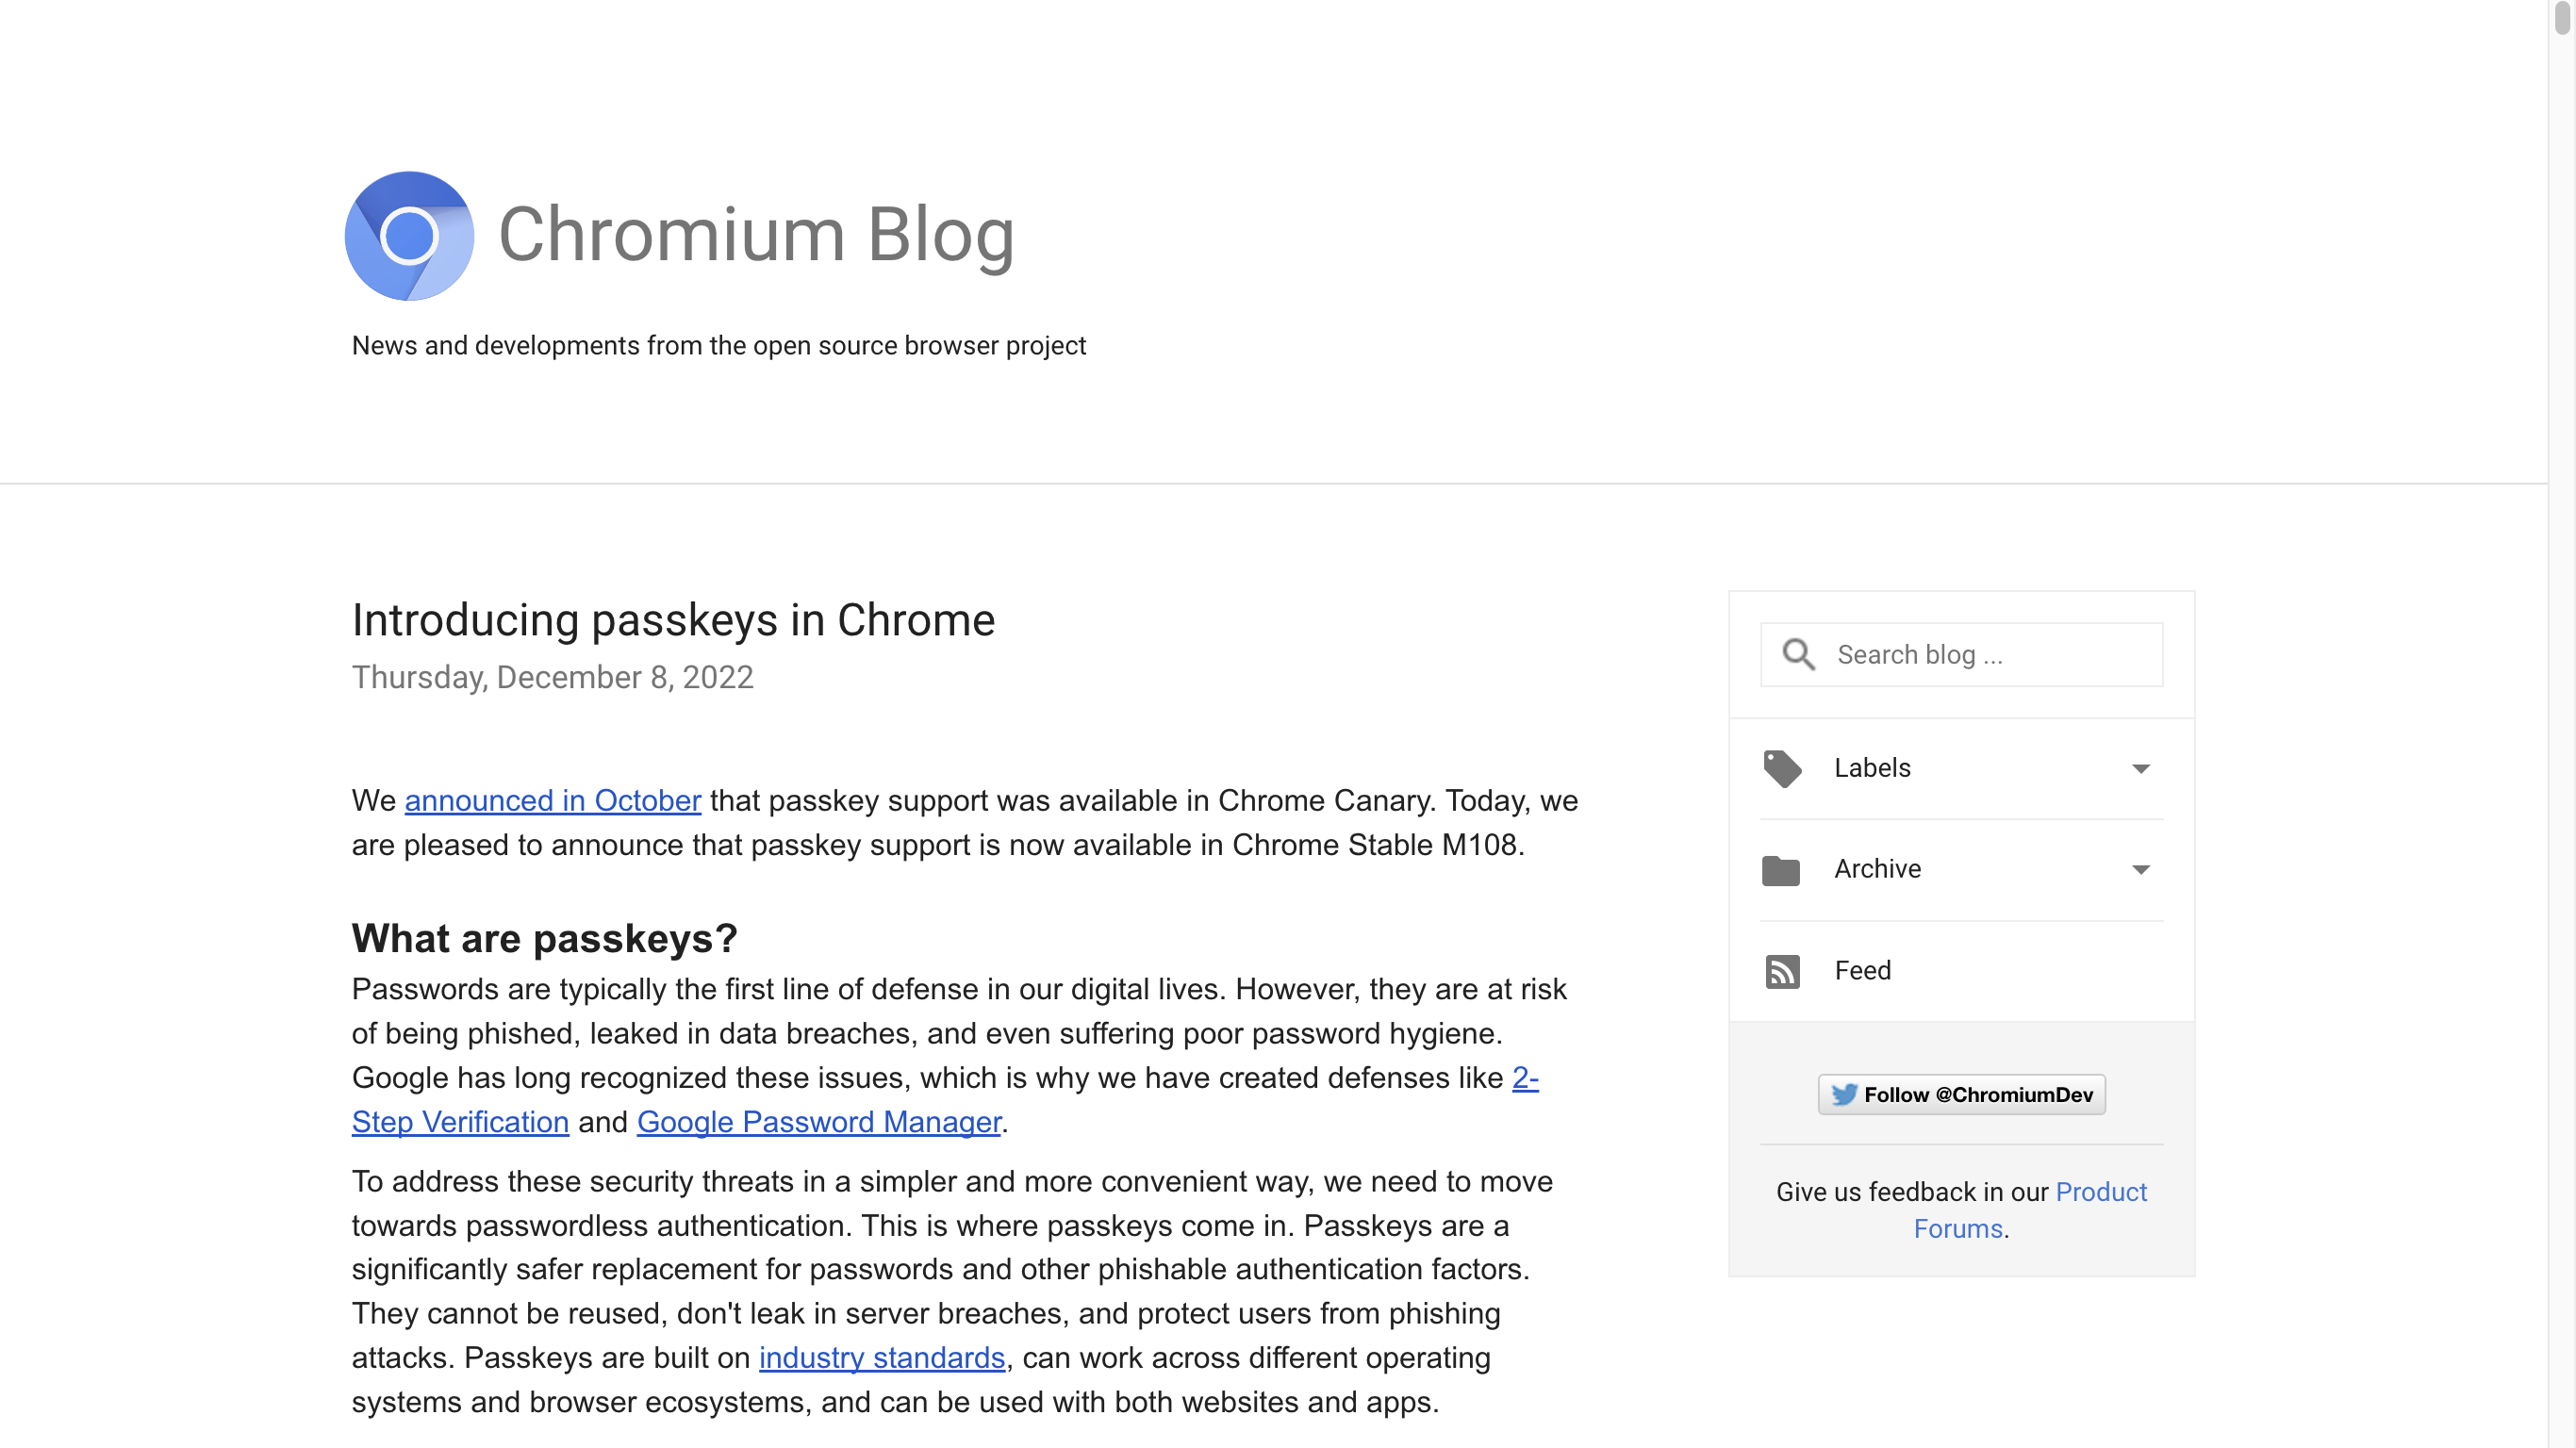 Chromium Blog
News and developments from the open source browser project
Introducing passkeys in Chrome
Thursday, December 8, 2022
We announced in October that passkey support was available in Chrome Canary. Today, we
are pleased to announce that passkey support is now available in Chrome Stable M108.
What are passkeys?
Passwords are typically the first line of defense in our digital lives. However, they are at risk
of being phished, leaked in data breaches, and even suffering poor password hygiene.
Google has long recognized these issues, which is why we have created defenses like 2-
Step Verification and Google Password Manager.
To address these security threats in a simpler and more convenient way, we need to move
towards passwordless authentication. This is where passkeys come in. Passkeys are a
significantly safer replacement for passwords and other phishable authentication factors.
They cannot be reused, don't leak in server breaches, and protect users from phishing
attacks. Passkeys are built on industry standards, can work across different operating
systems and browser ecosystems, and can be used with both websites and apps.
Search blog ...
Labels
Archive
Feed
Follow @ChromiumDev
Give us feedback in our Product
Forums.